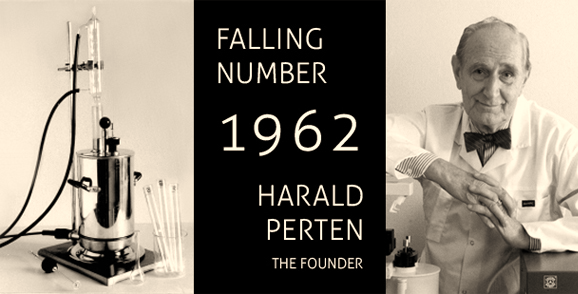 FALLING
NUMBER
1962
HARALD
PERTEN
THE FOUNDER